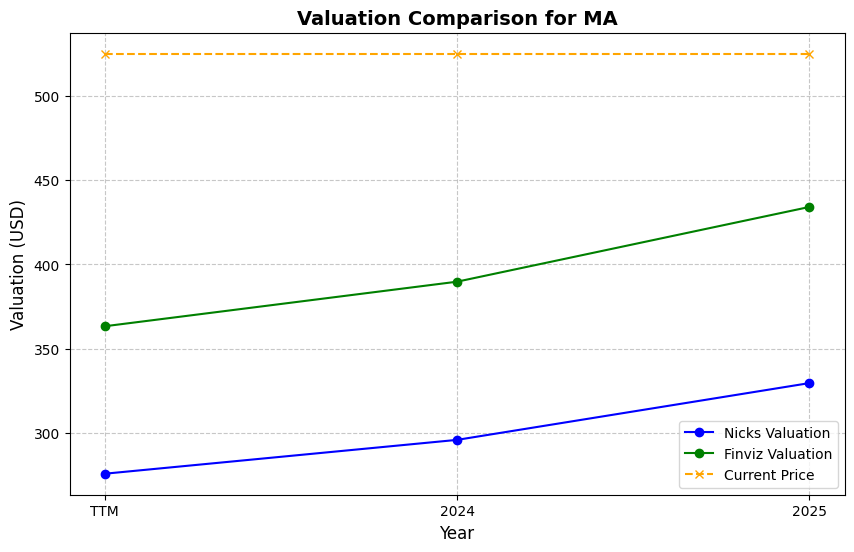 Valuation Comparison for MA
Valuation (USD)
500
450
400
350
300
TTM
2024
2025
Year
Nicks Valuation
Finviz Valuation
Current Price